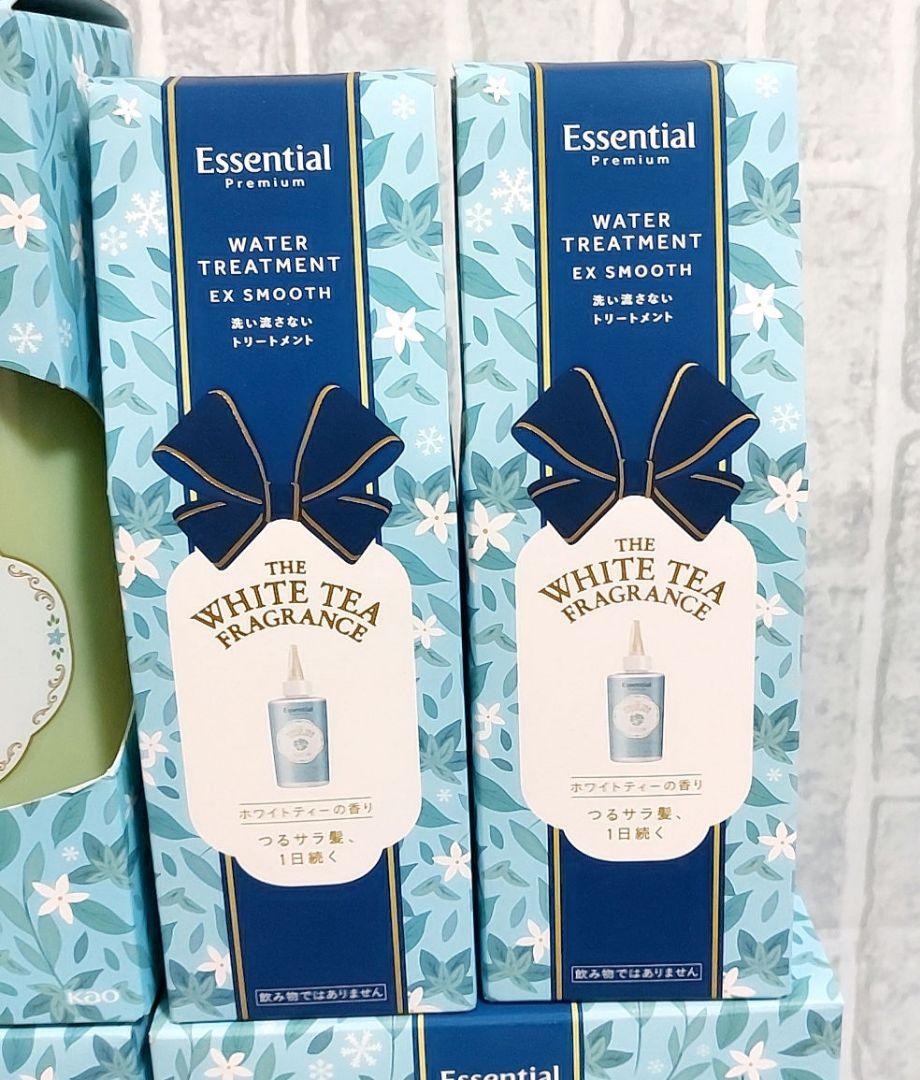 Essential
Premium
WATER
TREATMENT
EX SMOOTH
洗い流さない
トリートメント
THE
WHITE TEA
FRAGRANCE
Essential
ホワイトティーの香り
つるサラ髪、
1日続く
飲み物ではありません
Essential
Premium
WATER
TREATMENT
EX SMOOTH
洗い流さない
トリートメント
THE
WHITE TEA
FRAGRANCE
Essential
ホワイトティーの香り
つるサラ髪、
1日続く
飲み物ではありません
Kao
Essential